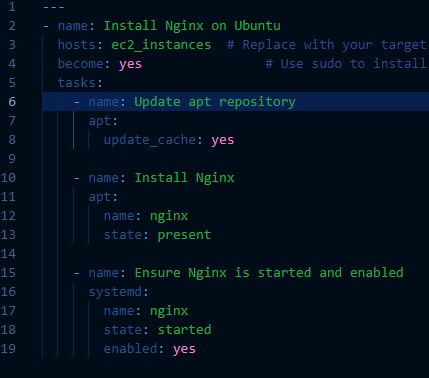 1 ---
2 - name: Install Nginx on Ubuntu
3   hosts: ec2_instances  # Replace with your target
4   become: yes                # Use sudo to install
5   tasks:
6     - name: Update apt repository
7       apt:
8         update_cache: yes
9
10     - name: Install Nginx
11       apt:
12         name: nginx
13         state: present
14
15     - name: Ensure Nginx is started and enabled
16       systemd:
17         name: nginx
18         state: started
19         enabled: yes